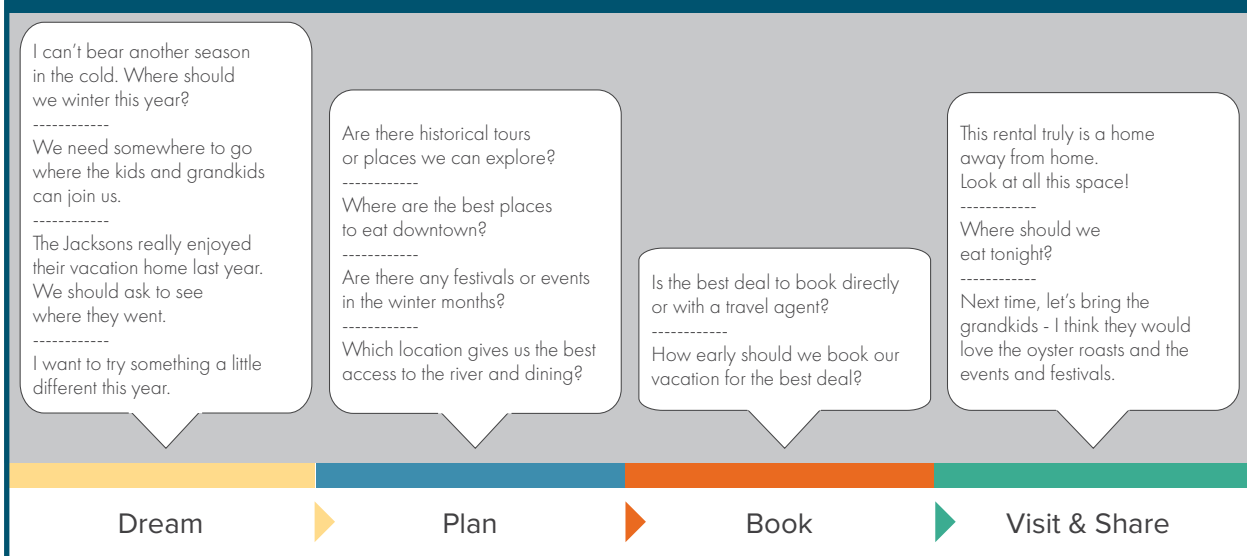 I can't bear another season
in the cold. Where should
we winter this year?
------------
We need somewhere to go
where the kids and grandkids
can join us.
------------
The Jacksons really enjoyed
their vacation home last year.
We should ask to see
where they went.
------------
I want to try something a little
different this year.
Are there historical tours
or places we can explore?
------------
Where are the best places
to eat downtown?
------------
Are there any festivals or events
in the winter months?
------------
Which location gives us the best
access to the river and dining?
Is the best deal to book directly
or with a travel agent?
------------
How early should we book our
vacation for the best deal?
This rental truly is a home
away from home.
Look at all this space!
------------
Where should we
eat tonight?
------------
Next time, let's bring the
grandkids - I think they would
love the oyster roasts and the
events and festivals.
Dream
Plan
Book
Visit & Share